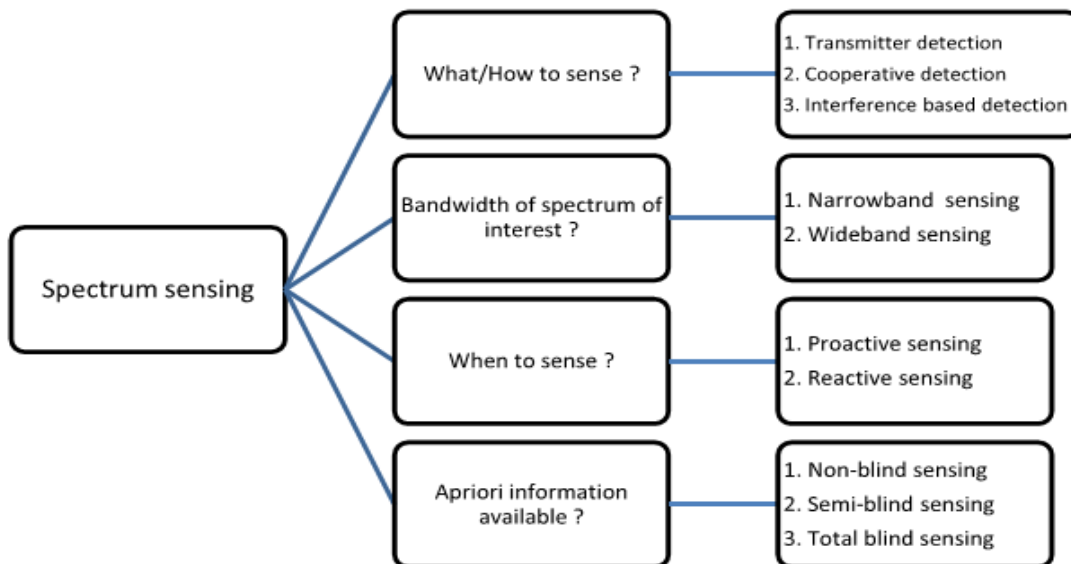 Spectrum sensing
What/How to sense ?
1. Transmitter detection
2. Cooperative detection
3. Interference based detection
Bandwidth of spectrum of
interest ?
1. Narrowband sensing
2. Wideband sensing
When to sense ?
1. Proactive sensing
2. Reactive sensing
Apriori information
available ?
1. Non-blind sensing
2. Semi-blind sensing
3. Total blind sensing